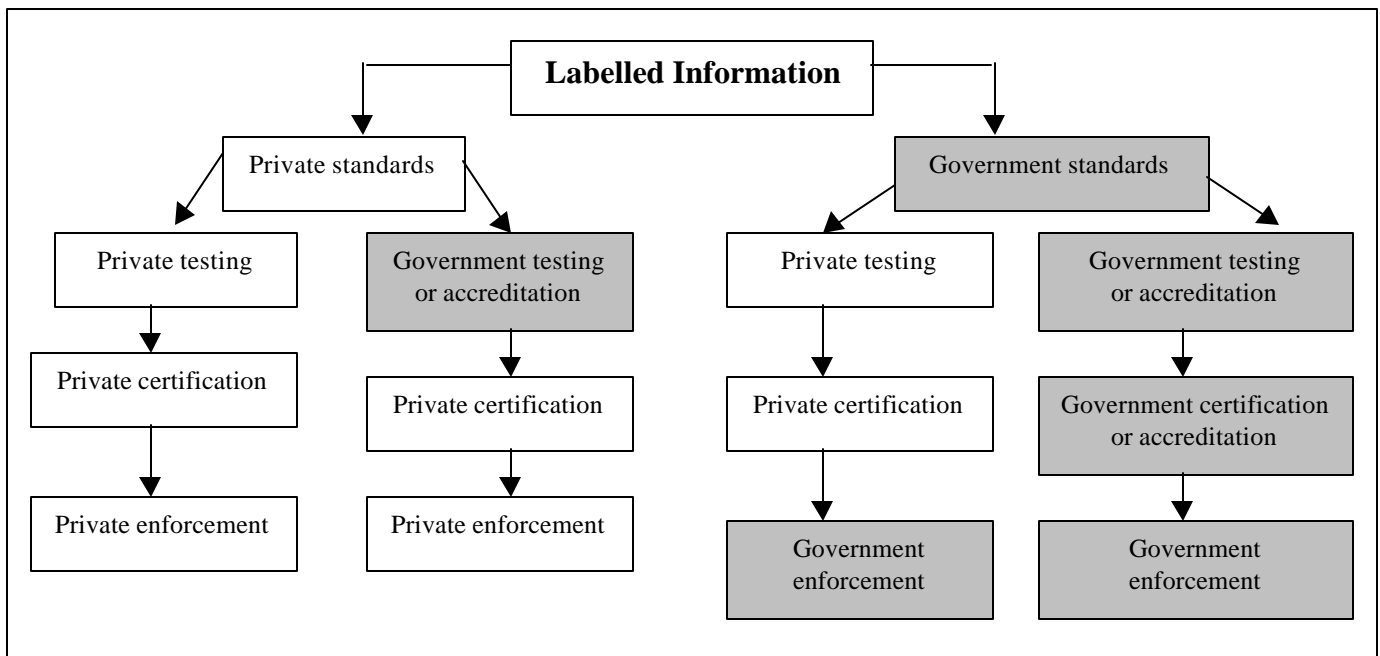 Labelled Information
Private standards
Government standards
Private testing
Government testing
or accreditation
Private testing
Government testing
or accreditation
Private certification
Private certification
Private certification
Government certification
or accreditation
Private enforcement
Private enforcement
Government
enforcement
Government
enforcement